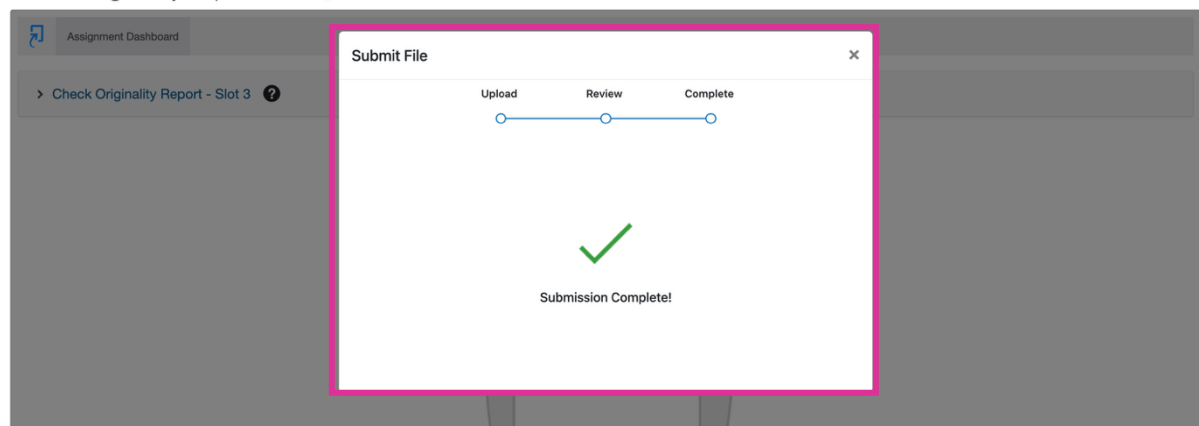 Assignment Dashboard
Submit File ×
> Check Originality Report - Slot 3 ?
Upload Review Complete
Submission Complete!